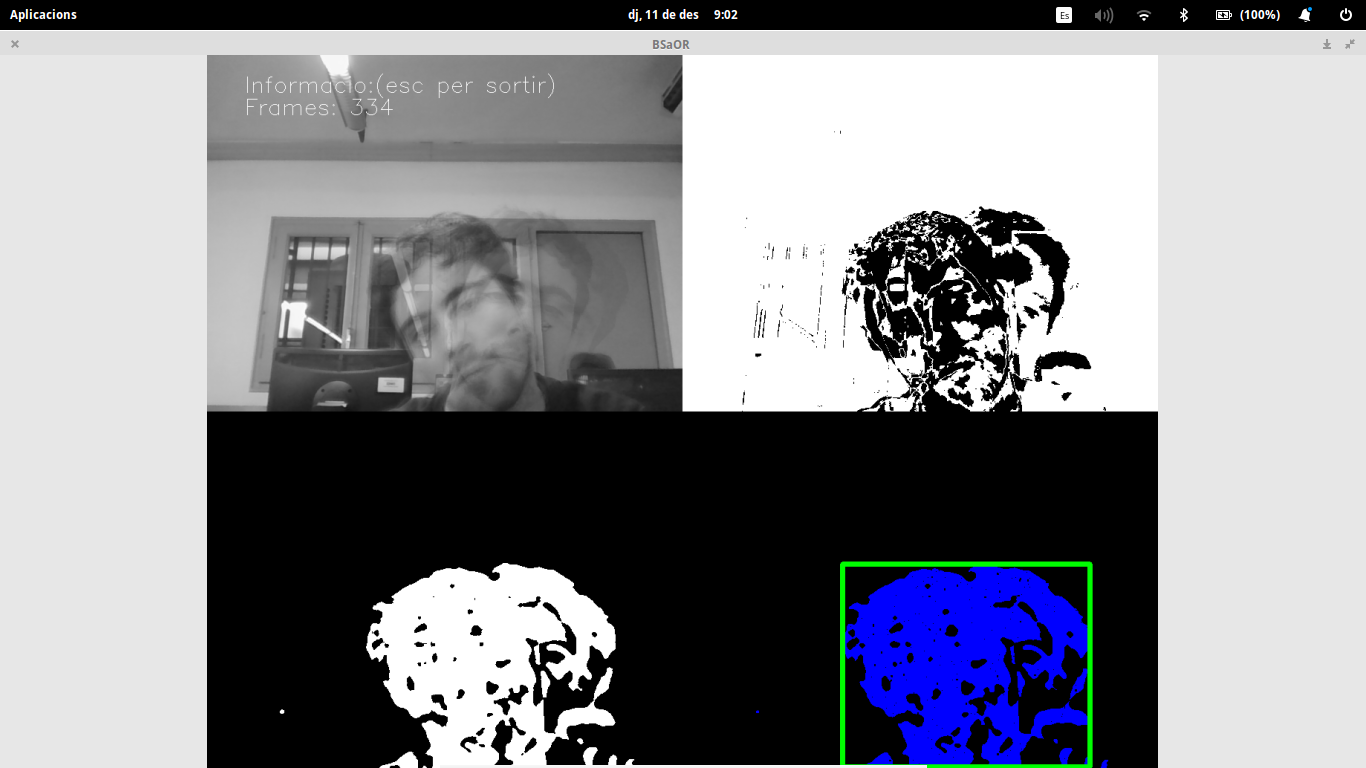 Aplicacions
dj, 11 de des 9:02
Es
(100%)
BSaOR
Informacio:(esc per sortir)
Frames: 334